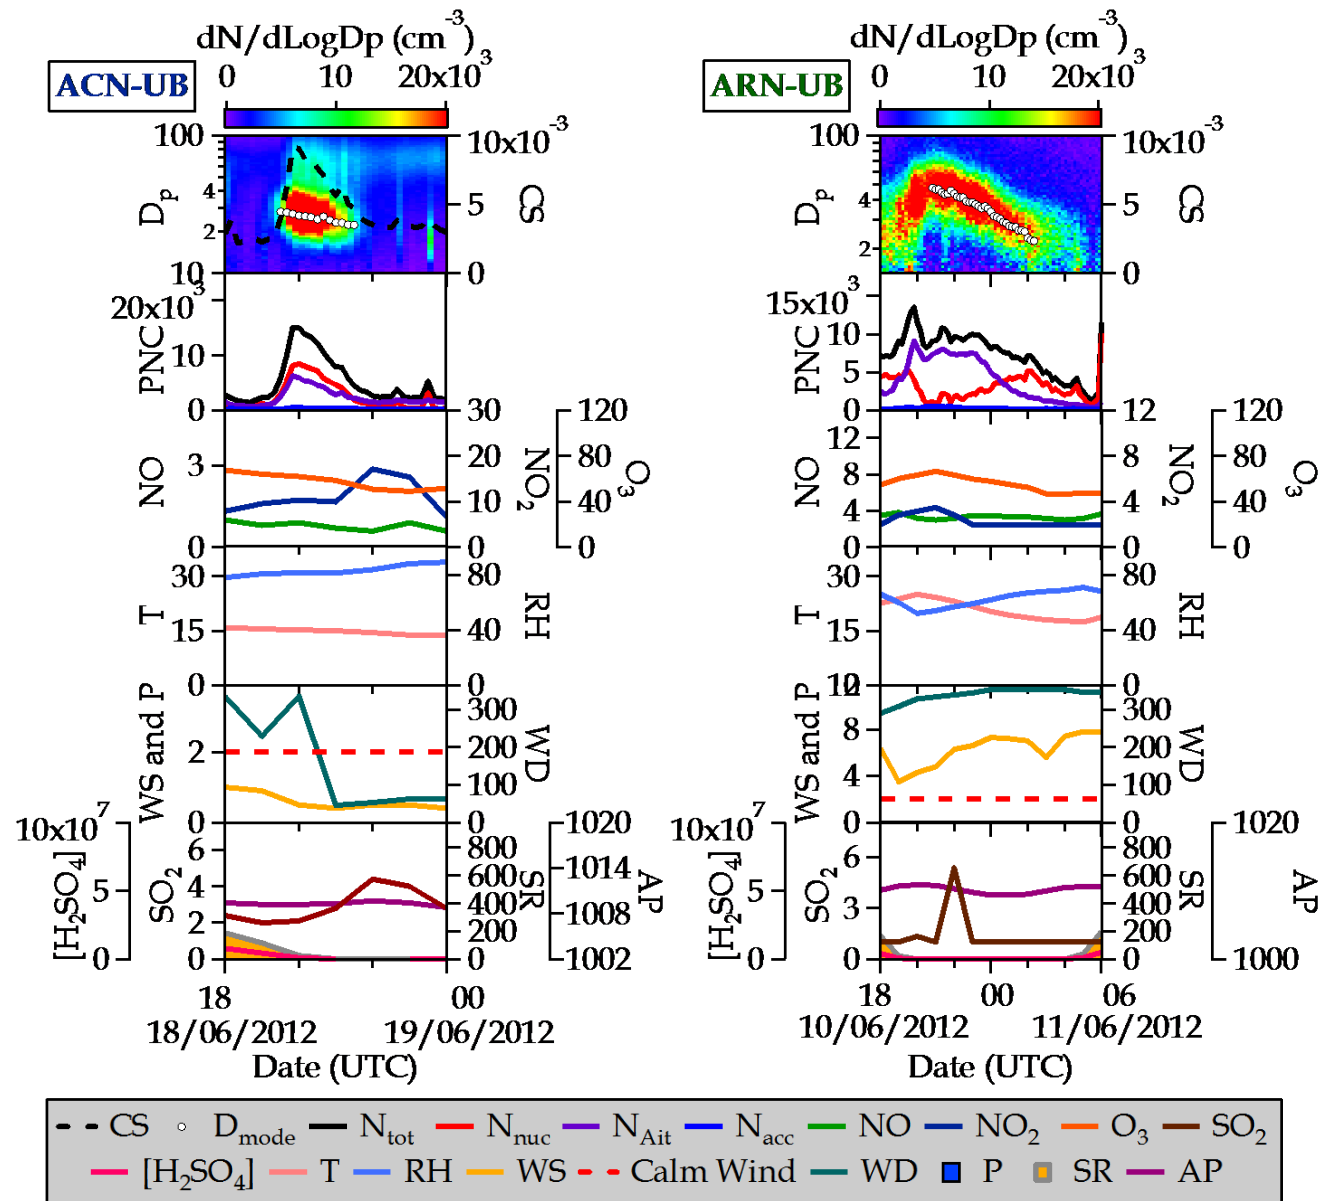 dN/dLogDp (cm⁻³)
0 10 20x10³
ACN-UB
100
4
2
10
D_p
10x10⁻³
5
0
CS
20x10³
10
0
PNC
3
0
NO
30
20
10
0
NO₂
120
80
40
0
O₃
30
15
0
T
80
40
0
RH
2
0
WS and P
300
200
100
0
WD
10x10⁷
5
0
[H₂SO₄]
6
4
2
0
SO₂
800
600
400
200
0
SR
1020
1014
1008
1002
AP
18 00
18/06/2012 19/06/2012
Date (UTC)
dN/dLogDp (cm⁻³)
0 10 20x10³
ARN-UB
100
4
2
D_p
10x10⁻³
5
0
CS
15x10³
10
5
0
PNC
12
8
4
0
NO
12
8
4
0
NO₂
120
80
40
0
O₃
30
15
T
80
40
0
RH
12
8
4
0
WS and P
300
200
100
0
WD
10x10⁷
5
0
[H₂SO₄]
6
3
0
SO₂
800
600
400
200
0
SR
1020
1000
AP
18 00 06
10/06/2012 11/06/2012
Date (UTC)
CS D_mode N_tot N_nuc N_Ait N_acc NO NO₂ O₃ SO₂
[H₂SO₄] T RH WS Calm Wind WD P SR AP